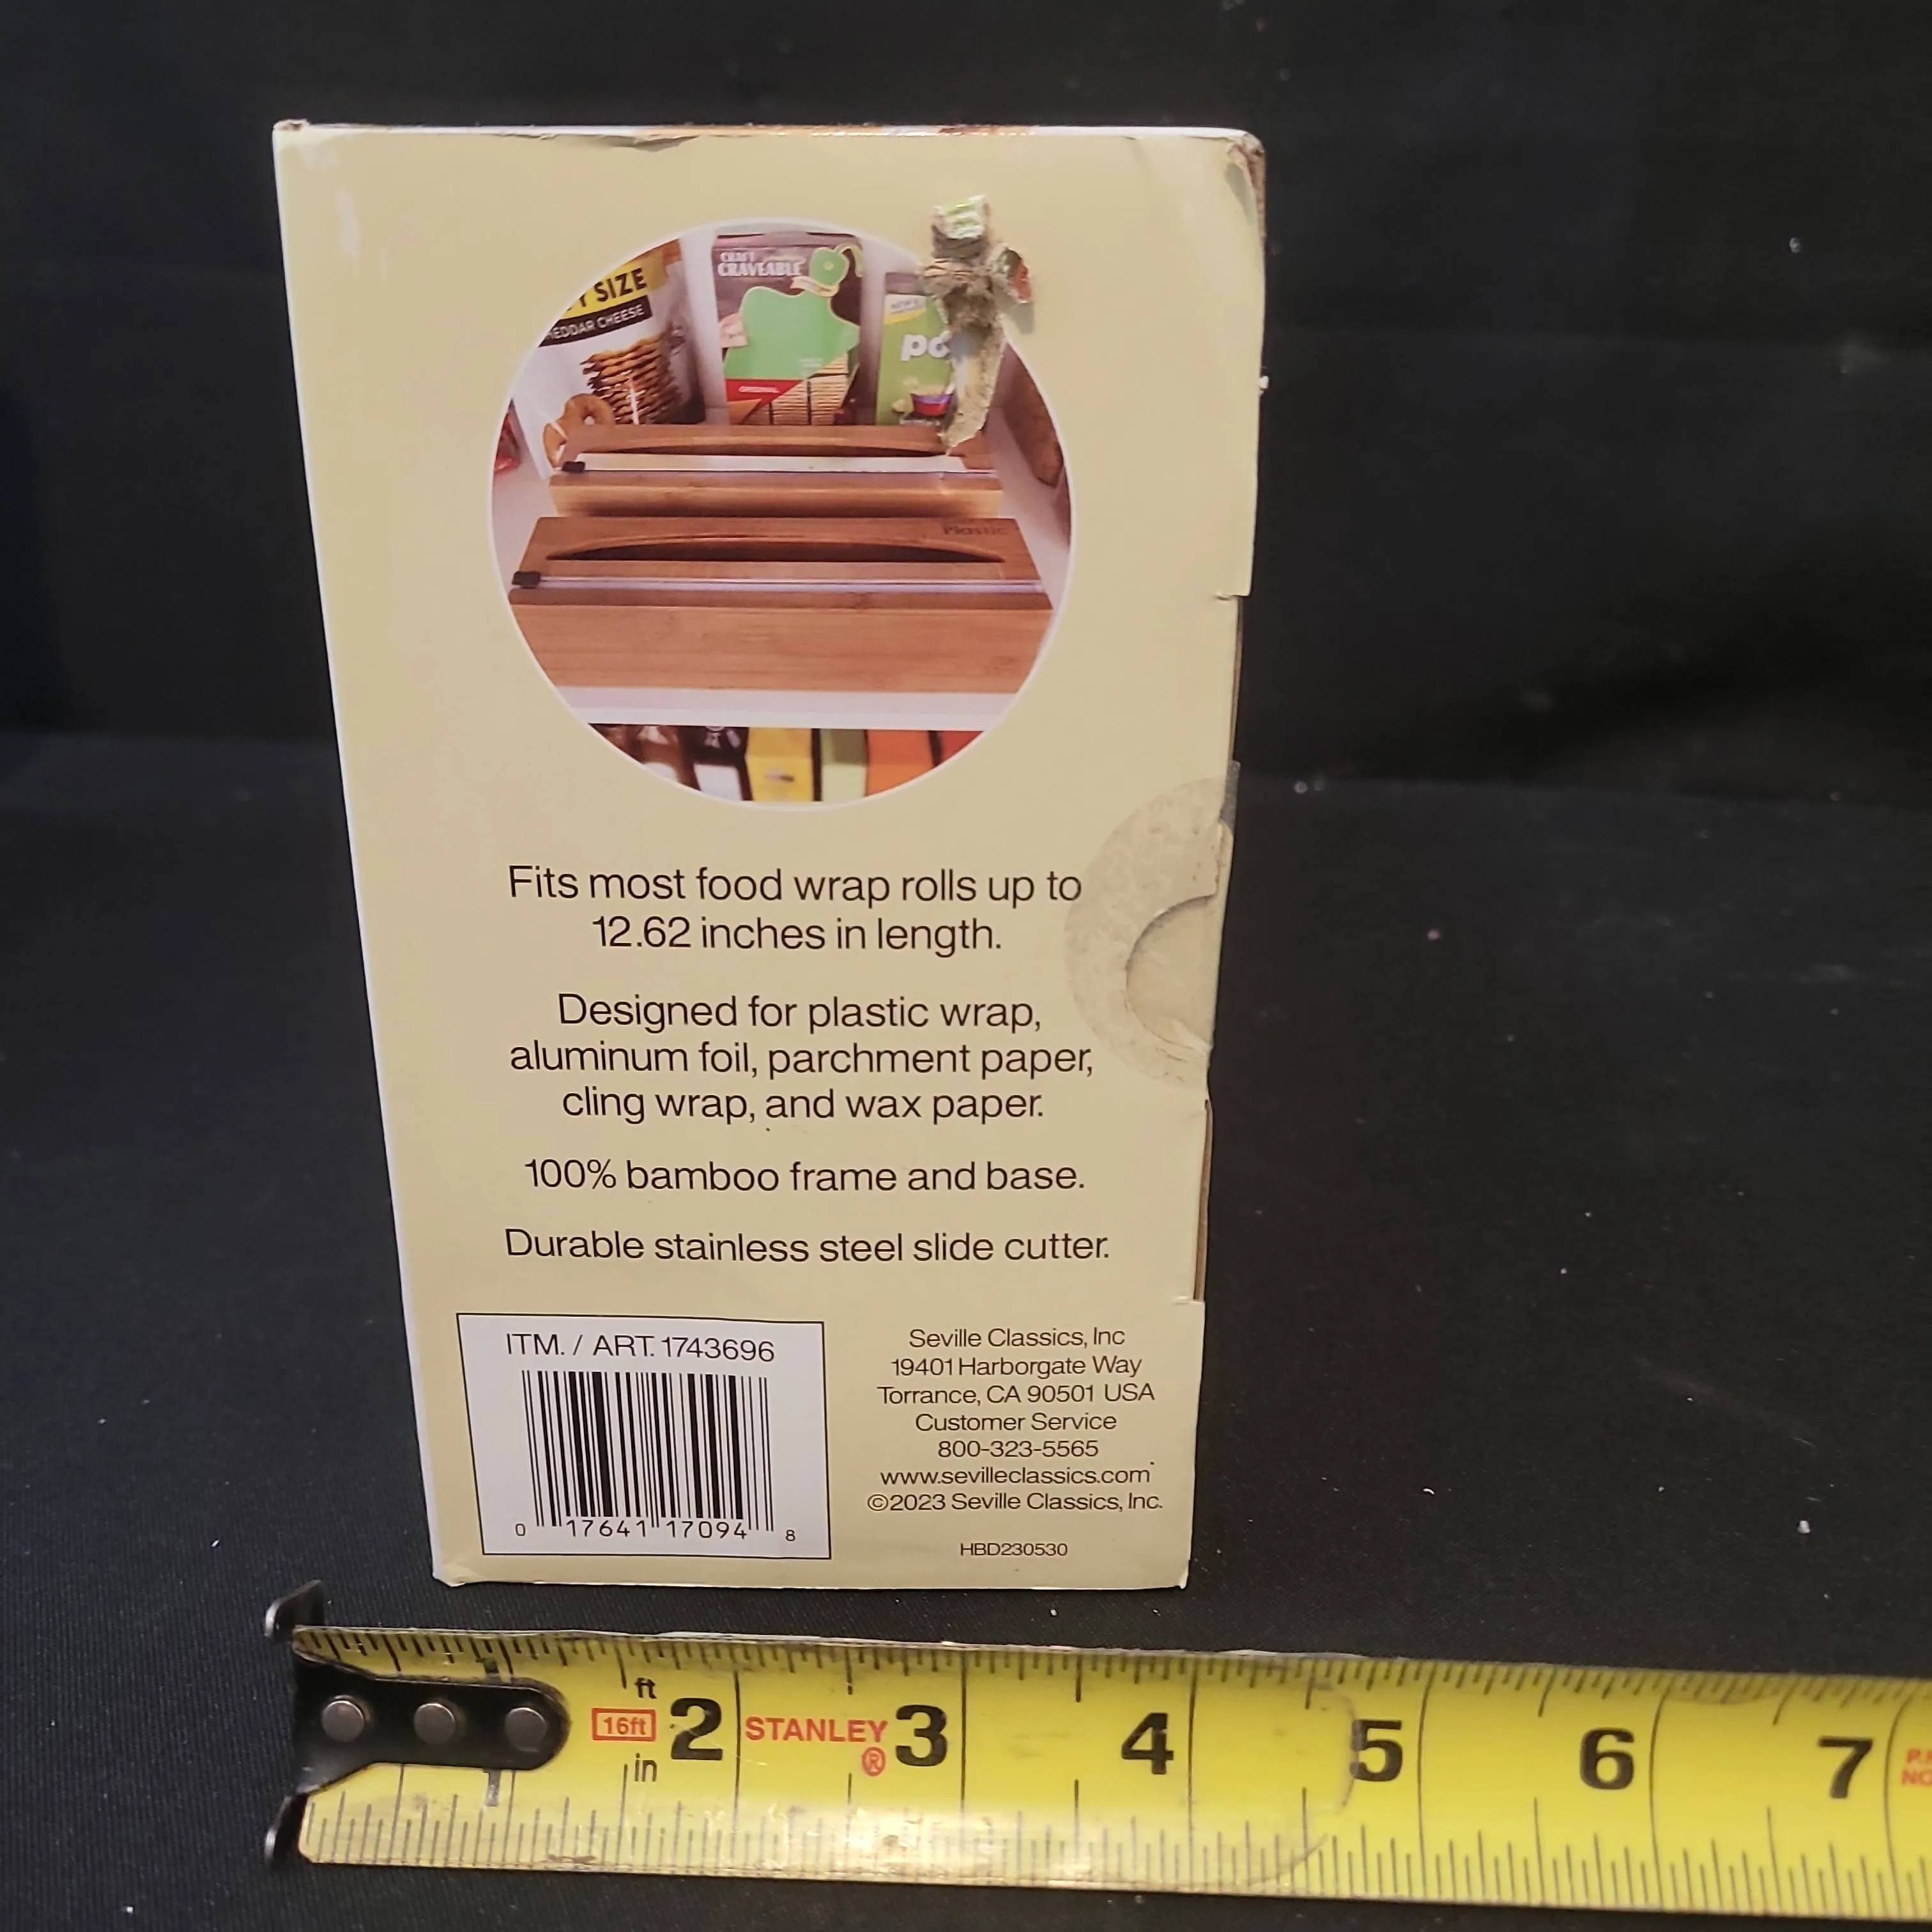 SIZE
CHEDDAR CHEESE
CRAFT
CRAVEABLE
ORIGINAL
Plastic
Fits most food wrap rolls up to
12.62 inches in length.
Designed for plastic wrap,
aluminum foil, parchment paper,
cling wrap, and wax paper.
100% bamboo frame and base.
Durable stainless steel slide cutter.
ITM. / ART. 1743696
0 17641 17094 8
Seville Classics, Inc
19401 Harborgate Way
Torrance, CA 90501 USA
Customer Service
800-323-5565
www.sevilleclassics.com
©2023 Seville Classics, Inc.
HBD230530
ft
16ft 2 STANLEY® 3 4 5 6 7
in